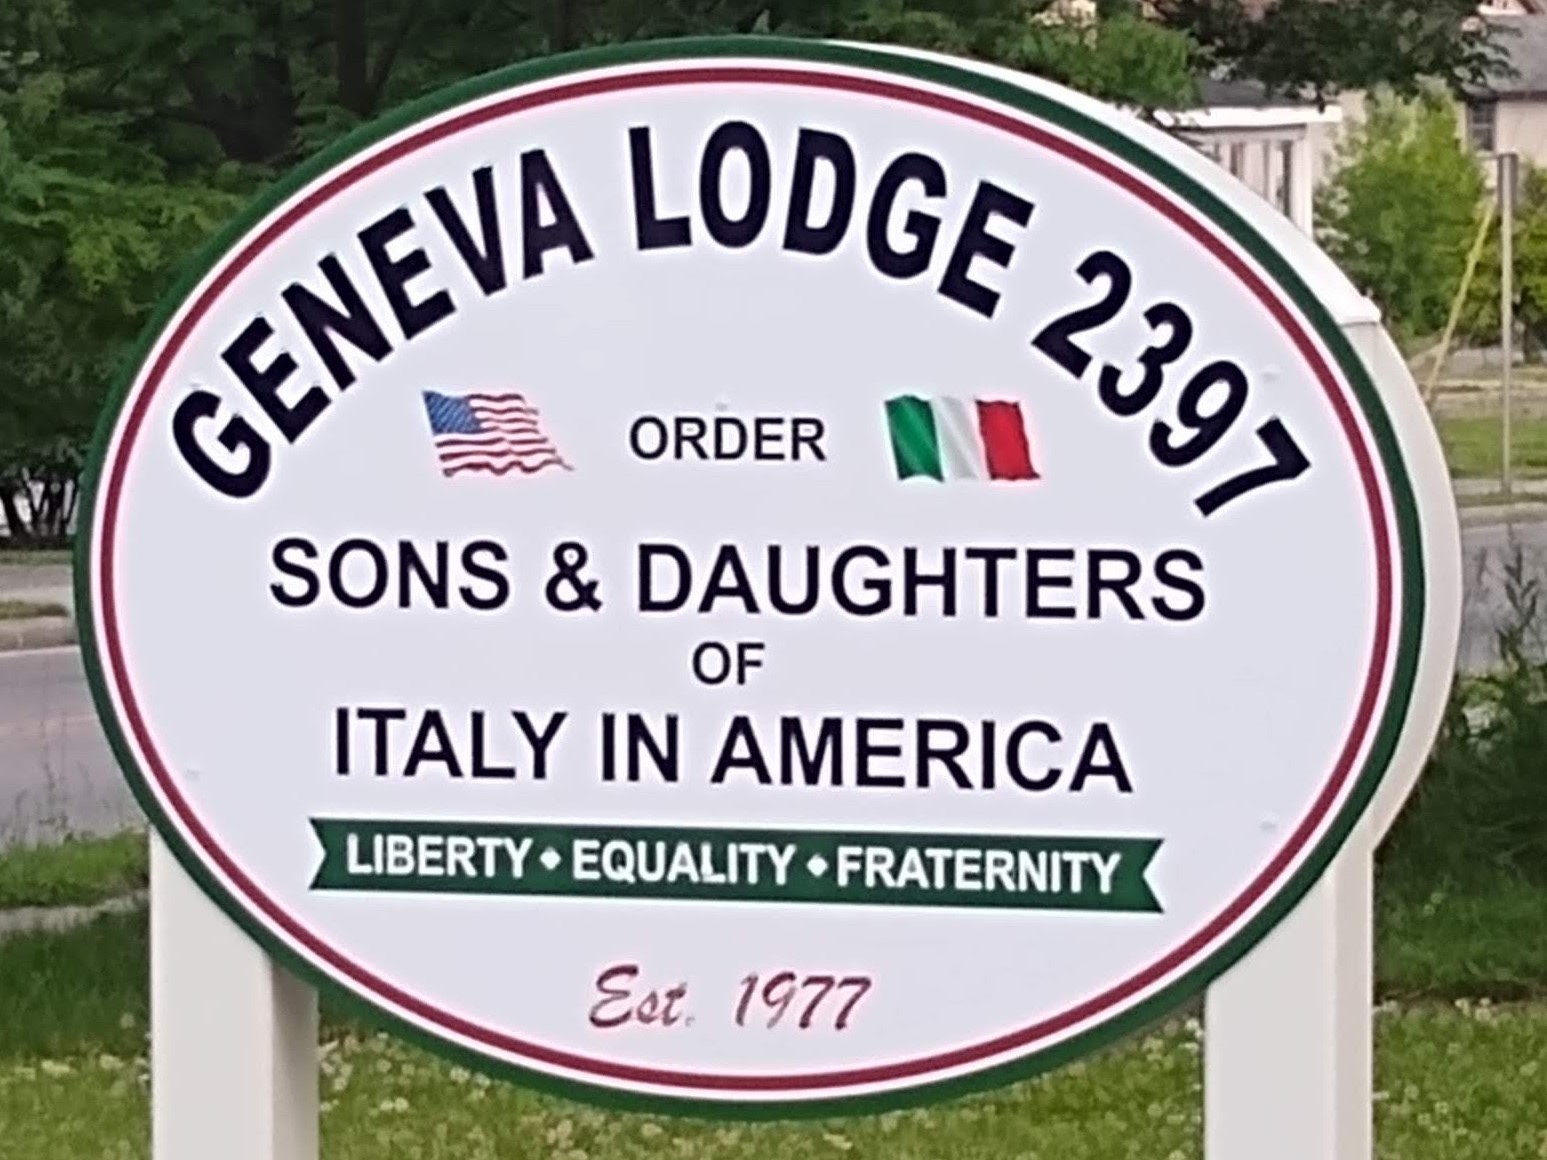 GENEVA LODGE 2397
ORDER
SONS & DAUGHTERS
OF
ITALY IN AMERICA
LIBERTY • EQUALITY • FRATERNITY
Est. 1977